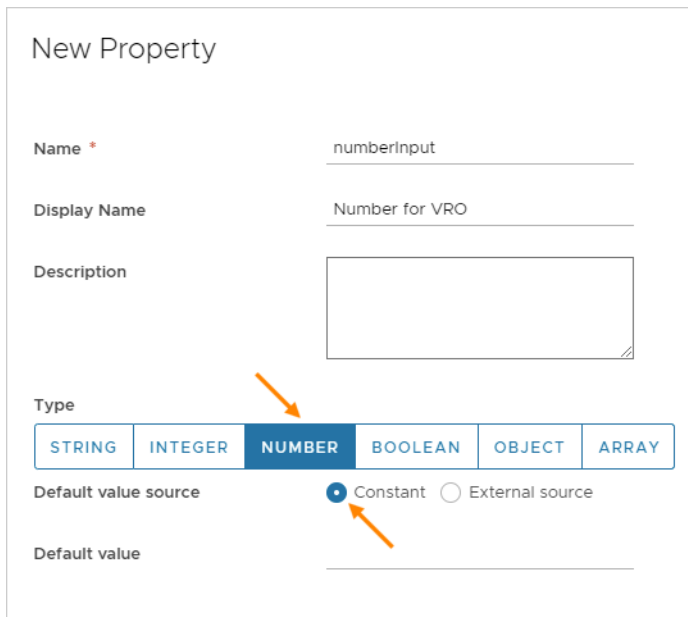 New Property
Name * numberInput
Display Name Number for VRO
Description
Type
STRING INTEGER NUMBER BOOLEAN OBJECT ARRAY
Default value source Constant External source
Default value